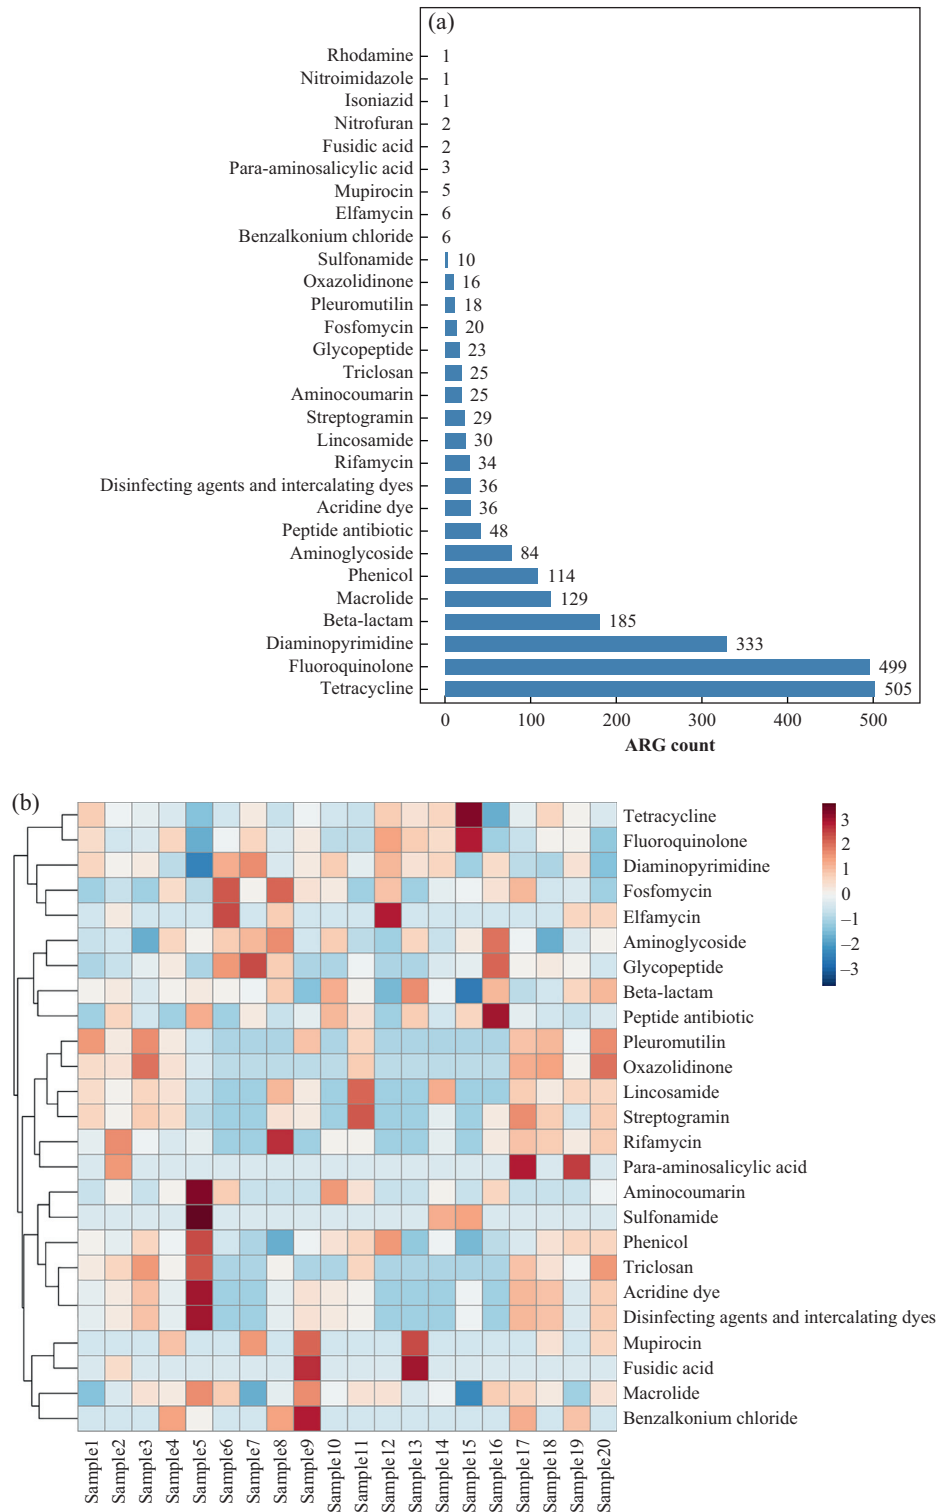 (a)
Rhodamine 1
Nitroimidazole 1
Isoniazid 1
Nitrofuran 2
Fusidic acid 2
Para-aminosalicylic acid 3
Mupirocin 5
Elfamycin 6
Benzalkonium chloride 6
Sulfonamide 10
Oxazolidinone 16
Pleuromutilin 18
Fosfomycin 20
Glycopeptide 23
Triclosan 25
Aminocoumarin 25
Streptogramin 29
Lincosamide 30
Rifamycin 34
Disinfecting agents and intercalating dyes 36
Acridine dye 36
Peptide antibiotic 48
Aminoglycoside 84
Phenicol 114
Macrolide 129
Beta-lactam 185
Diaminopyrimidine 333
Fluoroquinolone 499
Tetracycline 505
0 100 200 300 400 500
ARG count
(b)
Tetracycline
Fluoroquinolone
Diaminopyrimidine
Fosfomycin
Elfamycin
Aminoglycoside
Glycopeptide
Beta-lactam
Peptide antibiotic
Pleuromutilin
Oxazolidinone
Lincosamide
Streptogramin
Rifamycin
Para-aminosalicylic acid
Aminocoumarin
Sulfonamide
Phenicol
Triclosan
Acridine dye
Disinfecting agents and intercalating dyes
Mupirocin
Fusidic acid
Macrolide
Benzalkonium chloride
3
2
1
0
−1
−2
−3
Sample1
Sample2
Sample3
Sample4
Sample5
Sample6
Sample7
Sample8
Sample9
Sample10
Sample11
Sample12
Sample13
Sample14
Sample15
Sample16
Sample17
Sample18
Sample19
Sample20